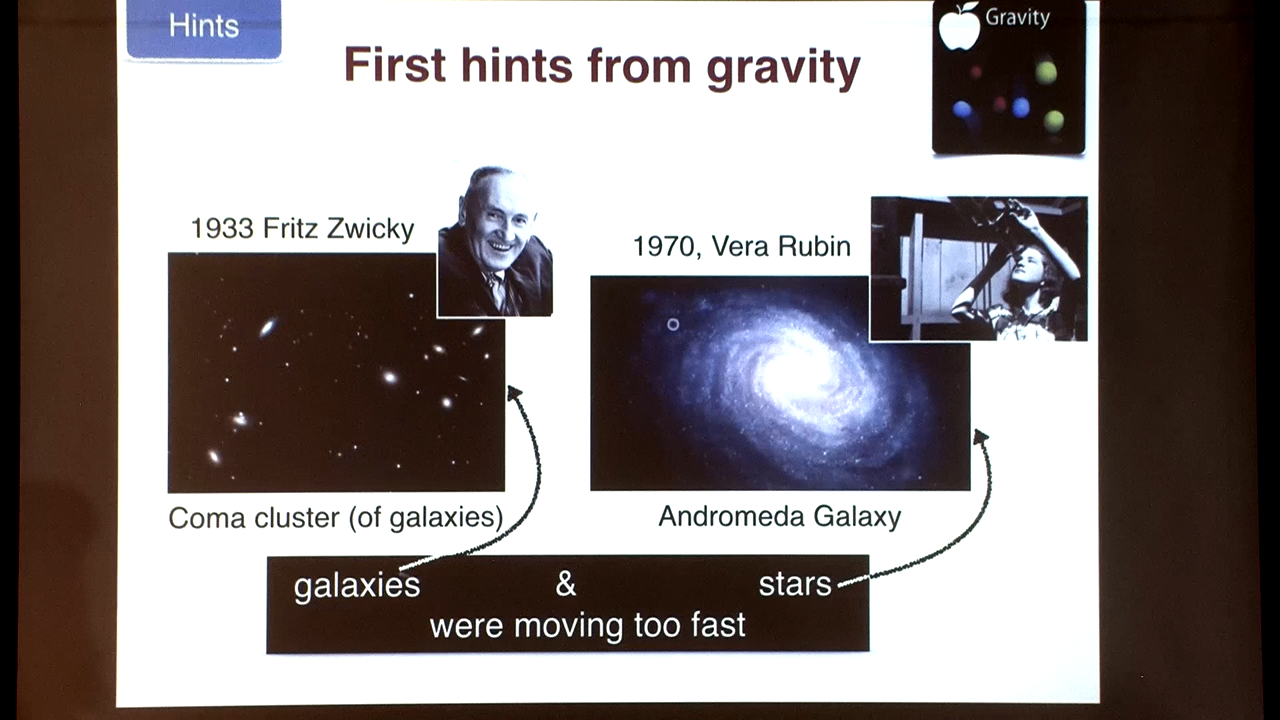 Hints
First hints from gravity
Gravity
1933 Fritz Zwicky
1970, Vera Rubin
Coma cluster (of galaxies)
Andromeda Galaxy
galaxies & stars
were moving too fast